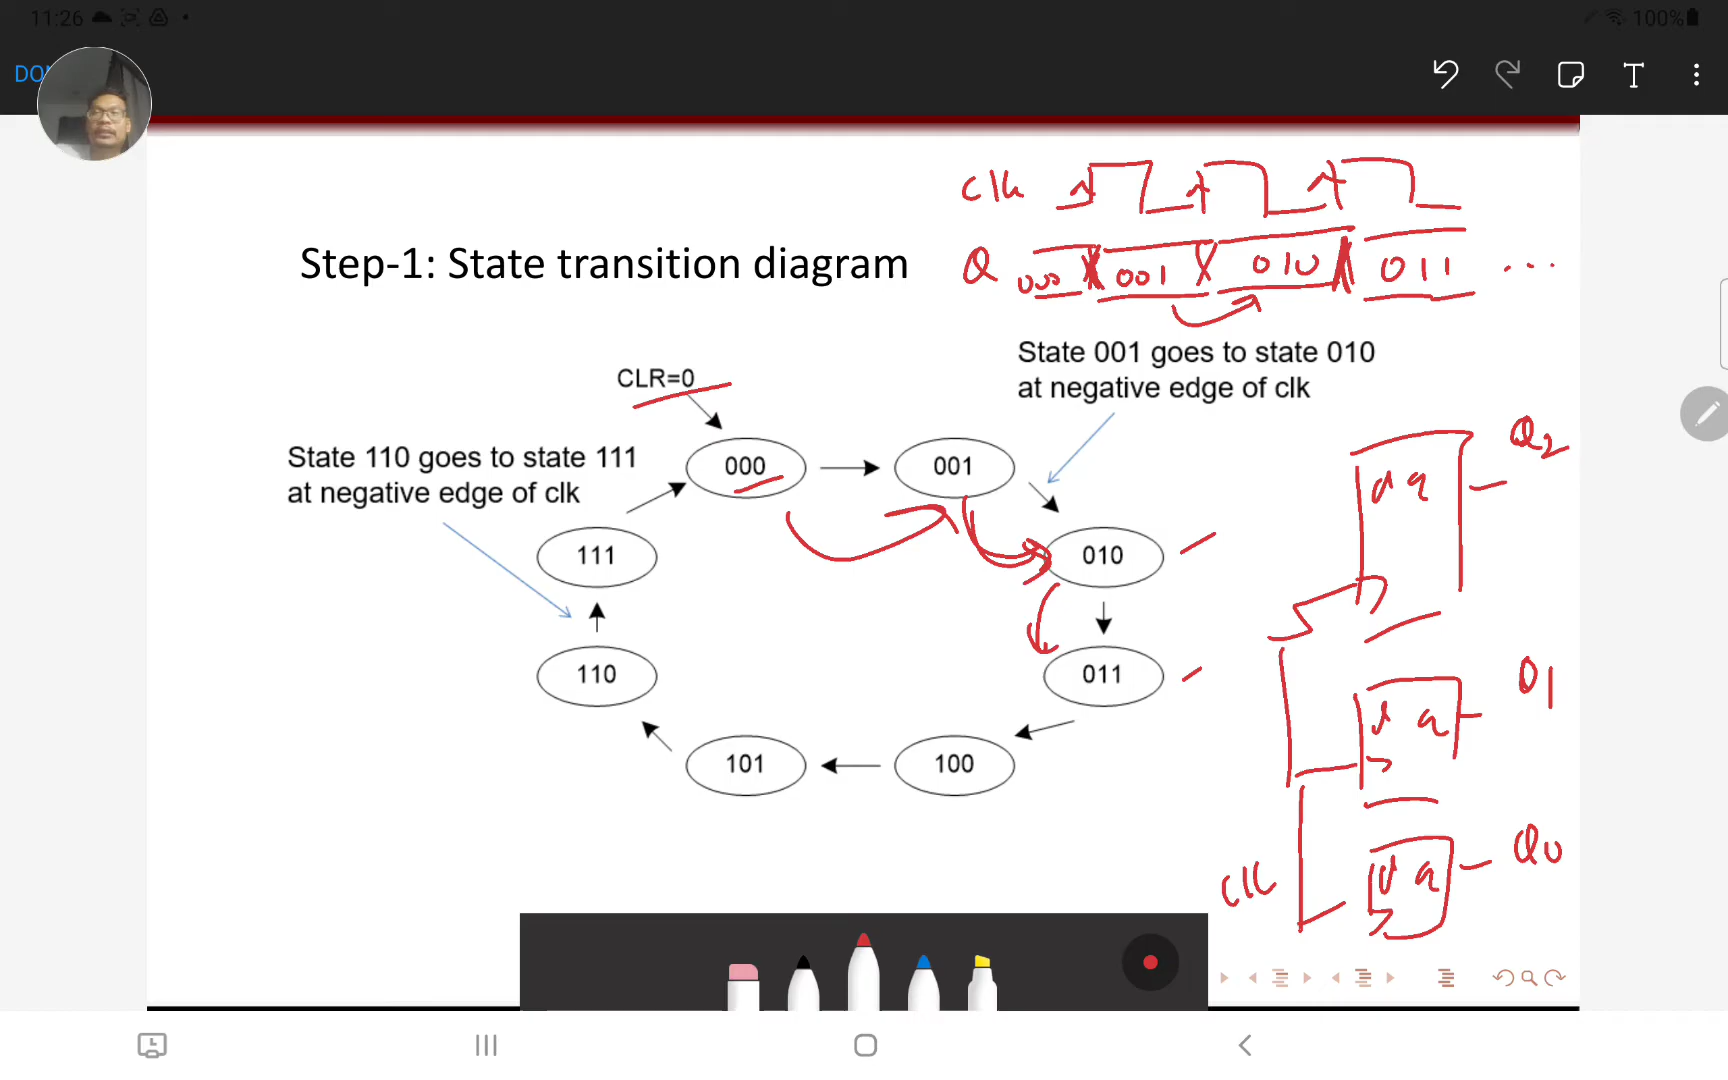 11:26
100%
DO
clk
Step-1: State transition diagram
Q 000 001 010 011 ...
State 001 goes to state 010
at negative edge of clk
CLR=0
State 110 goes to state 111
at negative edge of clk
000
001
111
010
110
011
101
100
Q2
d q
Q1
d q
Q0
d q
clk